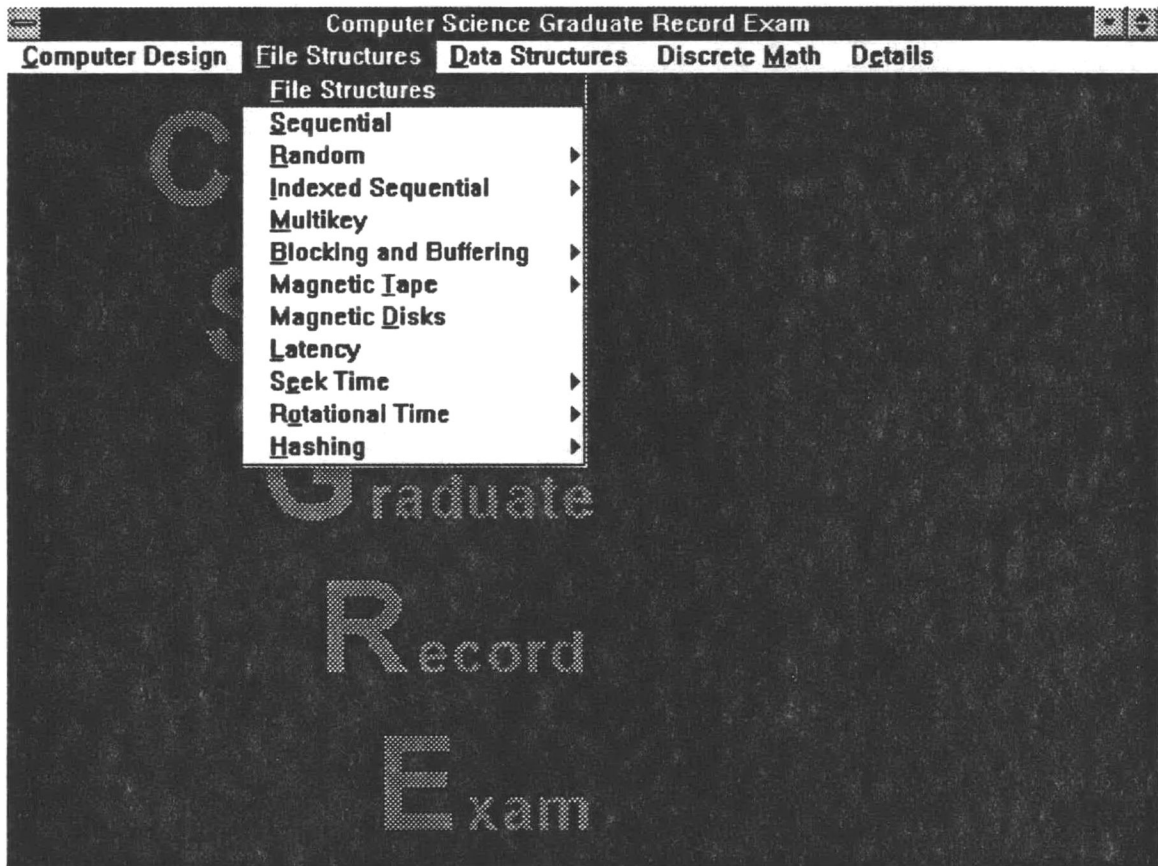 Computer Science Graduate Record Exam
Computer Design File Structures Data Structures Discrete Math Details
File Structures
Sequential
Random
Indexed Sequential
Multikey
Blocking and Buffering
Magnetic Tape
Magnetic Disks
Latency
Seek Time
Rotational Time
Hashing
C
S
Graduate
Record
Exam